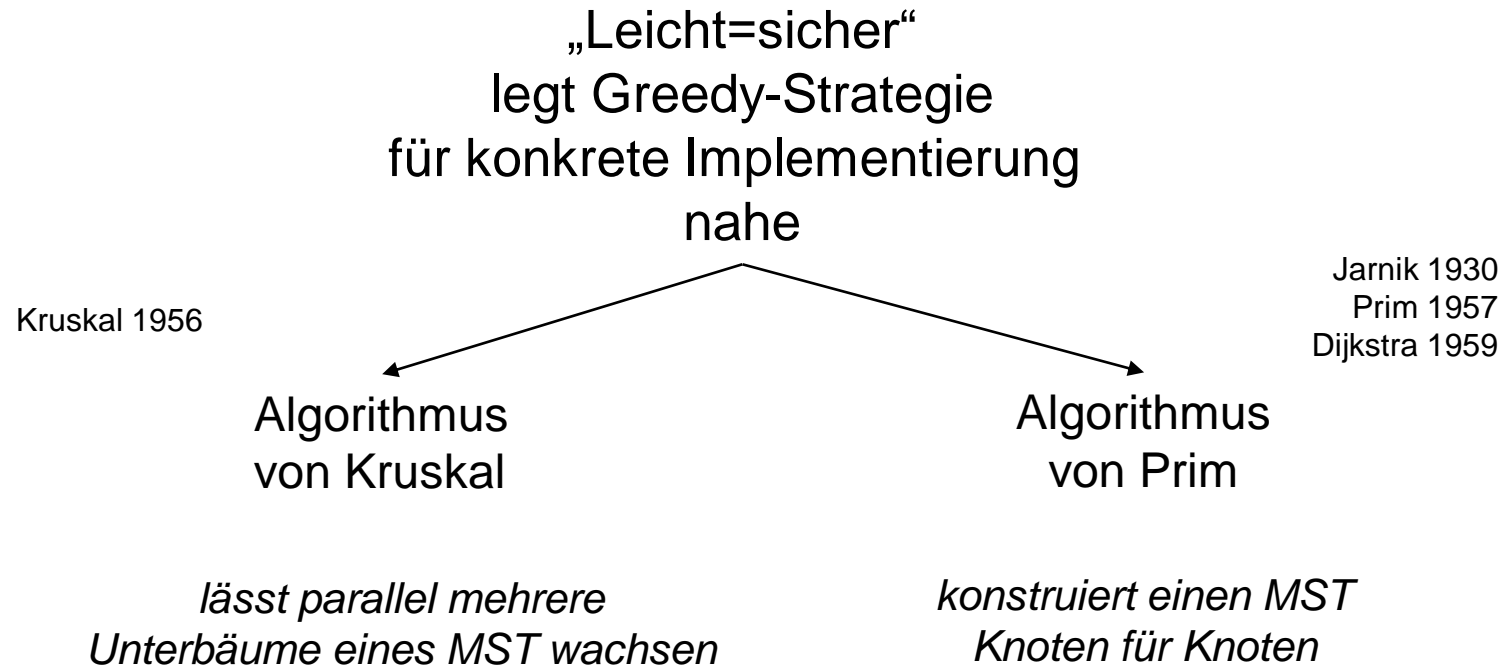 „Leicht=sicher“
legt Greedy-Strategie
für konkrete Implementierung
nahe
Kruskal 1956
Jarnik 1930
Prim 1957
Dijkstra 1959
Algorithmus
von Kruskal
Algorithmus
von Prim
lässt parallel mehrere
Unterbäume eines MST wachsen
konstruiert einen MST
Knoten für Knoten